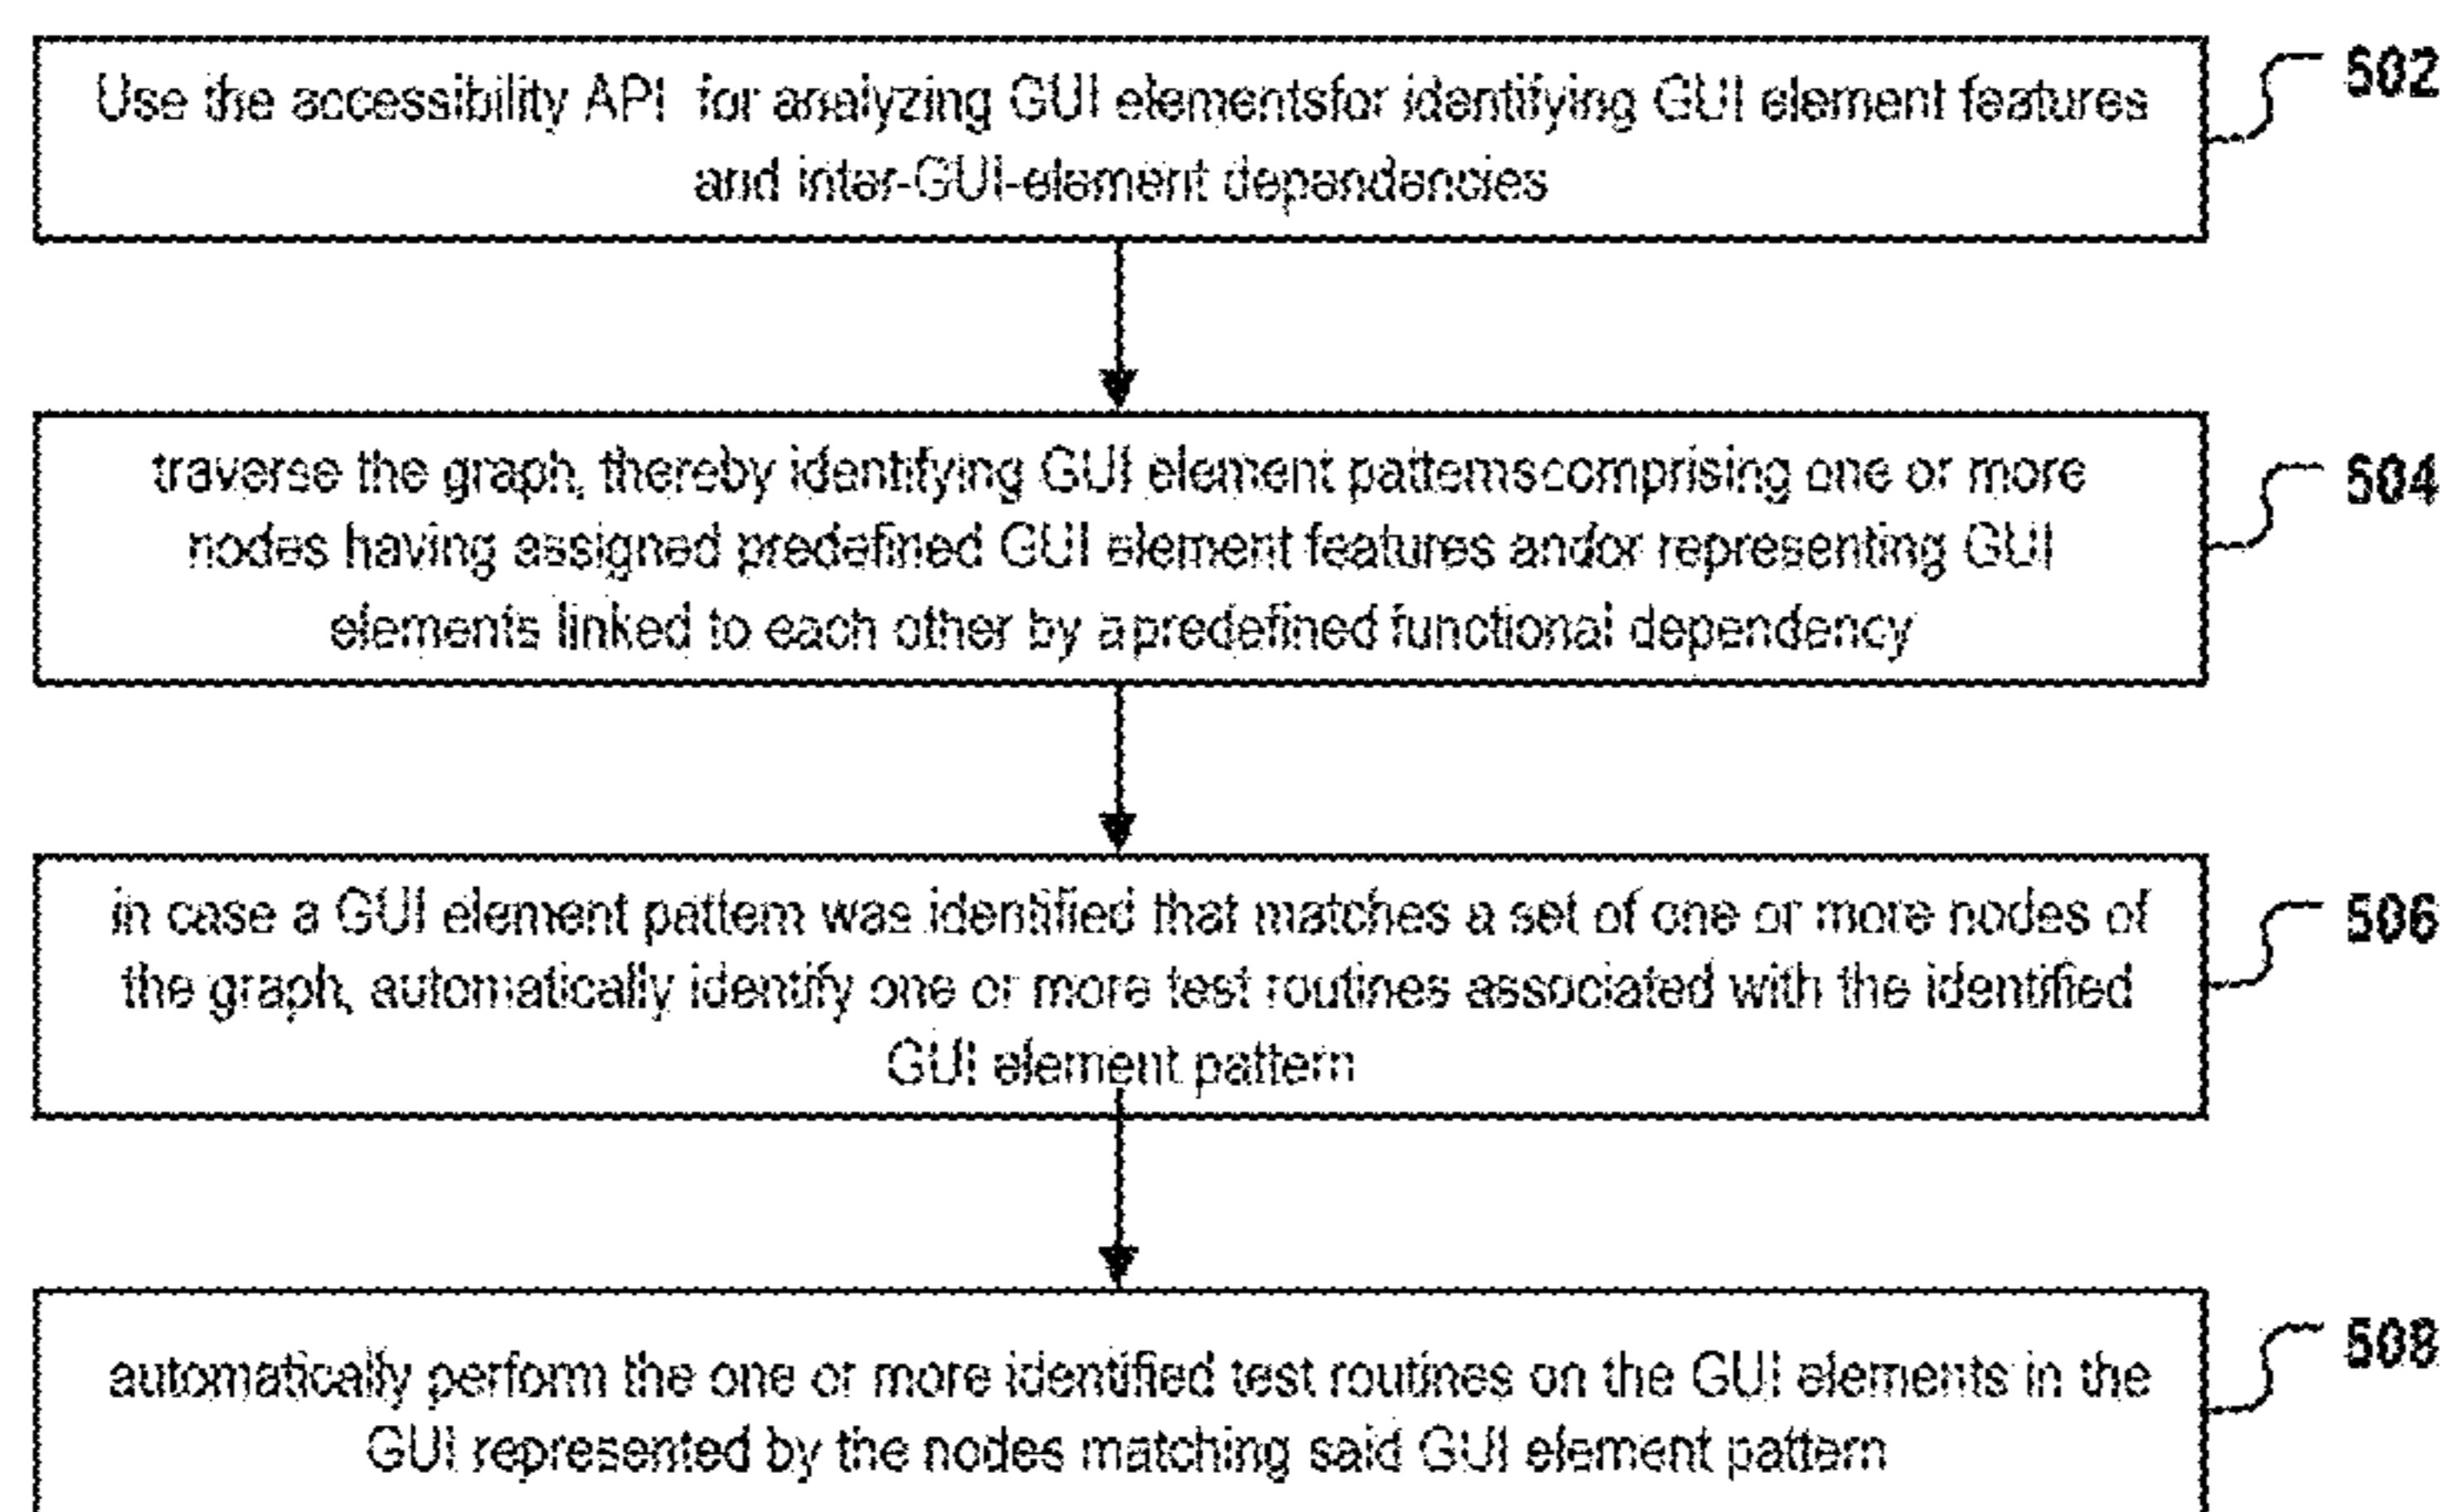 Use the accessibility API for analyzing GUI elementsfor identifying GUI element features
and inter-GUI-element dependencies
502
traverse the graph, thereby identifying GUI element patternscomprising one or more
nodes having assigned predefined GUI element features andor representing GUI
elements linked to each other by apredefined functional dependency
504
in case a GUI element pattern was identified that matches a set of one or more nodes of
the graph, automatically identify one or more test routines associated with the identified
GUI element pattern
506
automatically perform the one or more identified test routines on the GUI elements in the
GUI represented by the nodes matching said GUI element pattern
508